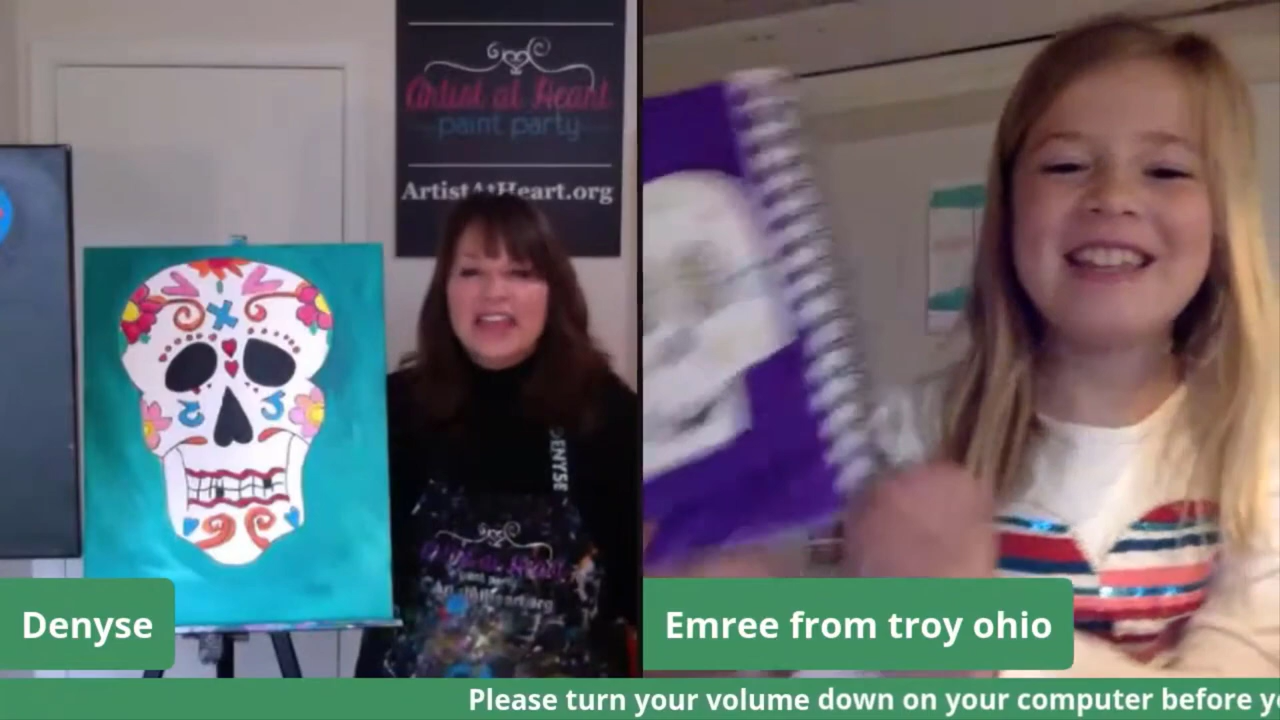 Artist at Heart
paint party
ArtistAtHeart.org
DENYSE
Denyse
Emree from troy ohio
Please turn your volume down on your computer before yo